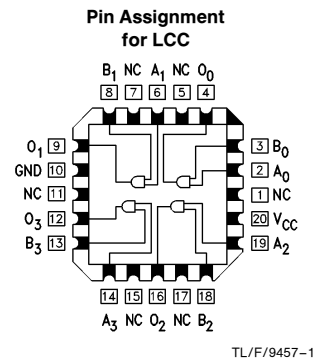 Pin Assignment
for LCC
B1 NC A1 NC O0
8 7 6 5 4
O1 9 3 B0
GND 10 2 A0
NC 11 1 NC
O3 12 20 VCC
B3 13 19 A2
14 15 16 17 18
A3 NC O2 NC B2
TL/F/9457–1